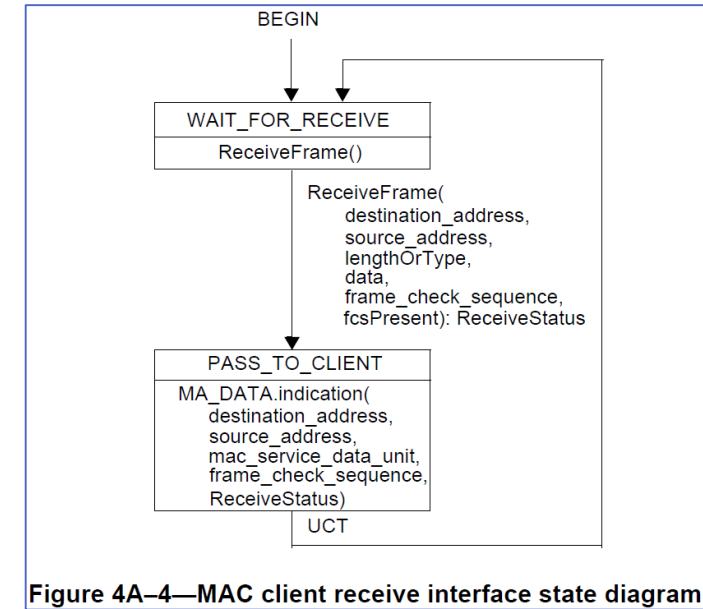 BEGIN
WAIT_FOR_RECEIVE
ReceiveFrame()
ReceiveFrame(
destination_address,
source_address,
lengthOrType,
data,
frame_check_sequence,
fcsPresent): ReceiveStatus
PASS_TO_CLIENT
MA_DATA.indication(
destination_address,
source_address,
mac_service_data_unit,
frame_check_sequence,
ReceiveStatus)
UCT
Figure 4A–4—MAC client receive interface state diagram